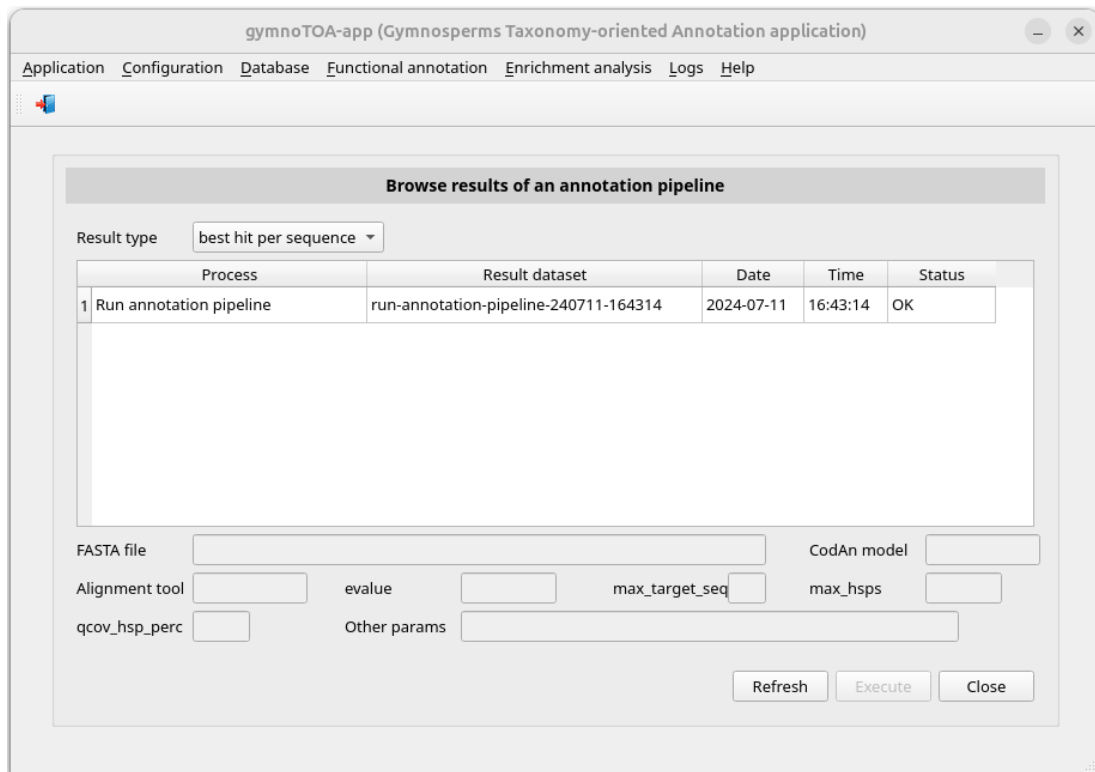 gymnoTOA-app (Gymnosperms Taxonomy-oriented Annotation application)
Application Configuration Database Functional annotation Enrichment analysis Logs Help
Browse results of an annotation pipeline
Result type best hit per sequence
Process Result dataset Date Time Status
1 Run annotation pipeline run-annotation-pipeline-240711-164314 2024-07-11 16:43:14 OK
FASTA file CodAn model
Alignment tool evalue max_target_seq max_hsps
qcov_hsp_perc Other params
Refresh Execute Close